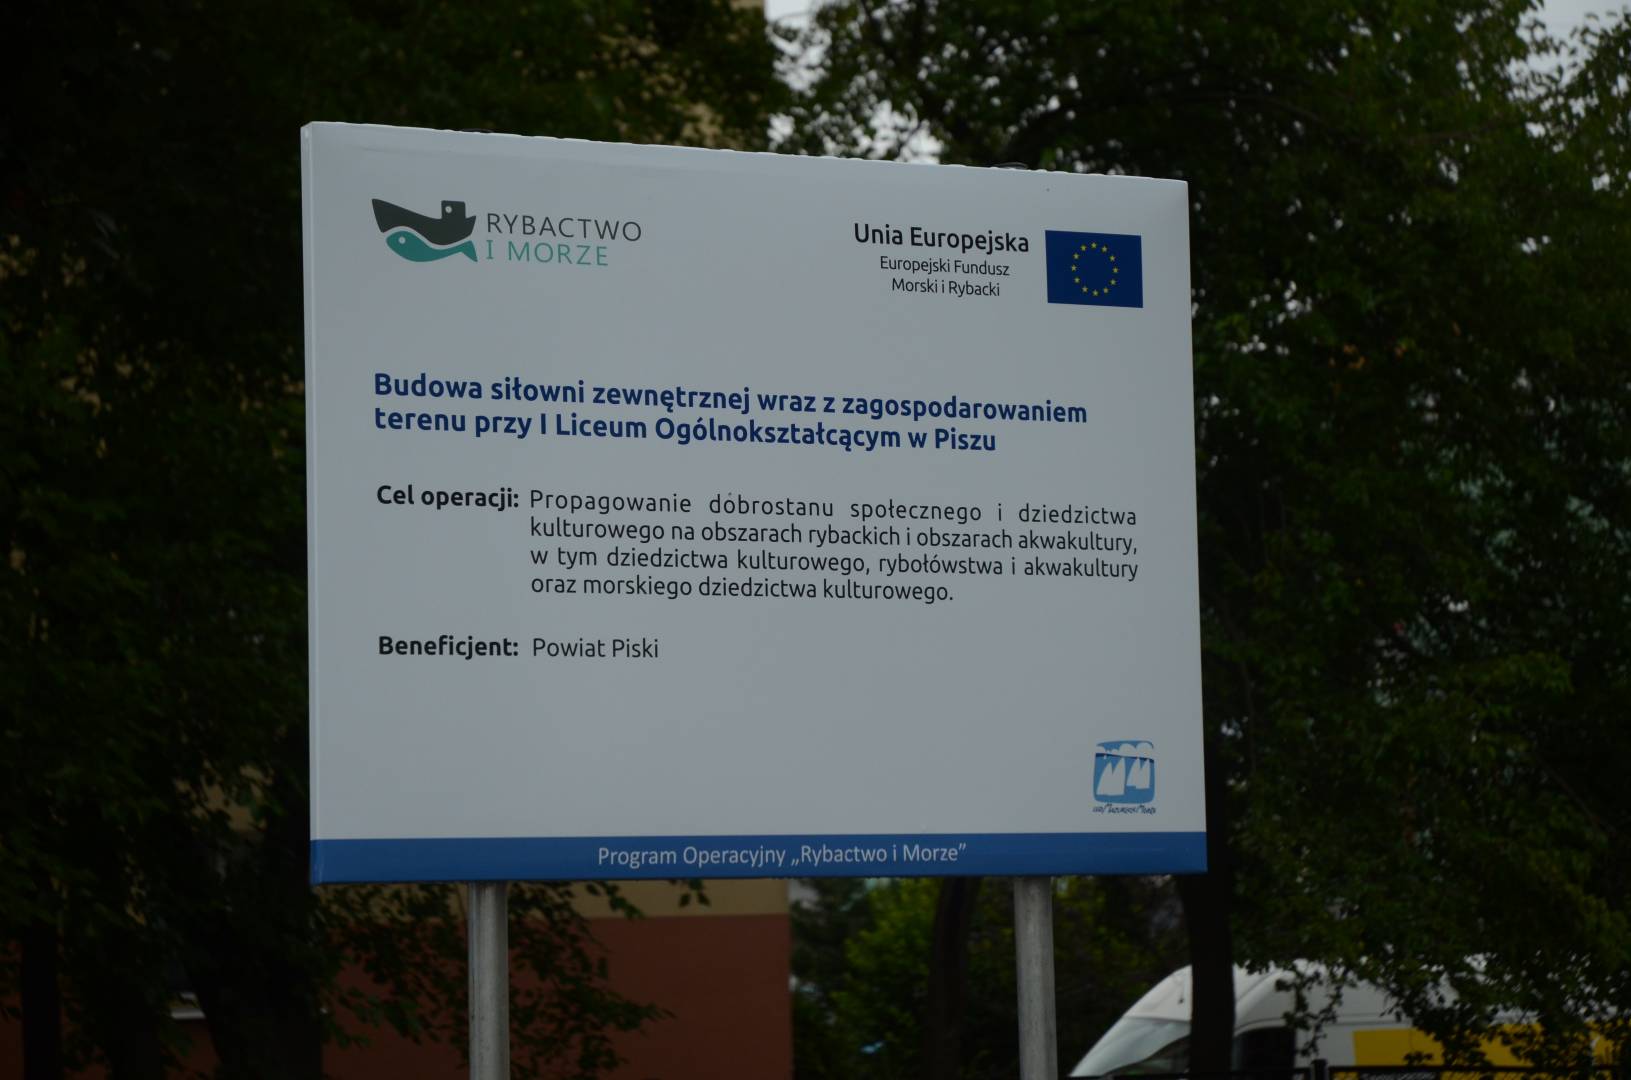 RYBACTWO
I MORZE
Unia Europejska
Europejski Fundusz
Morski i Rybacki
Budowa siłowni zewnętrznej wraz z zagospodarowaniem
terenu przy I Liceum Ogólnokształcącym w Piszu
Cel operacji: Propagowanie dobrostanu społecznego i dziedzictwa
kulturowego na obszarach rybackich i obszarach akwakultury,
w tym dziedzictwa kulturowego, rybołówstwa i akwakultury
oraz morskiego dziedzictwa kulturowego.
Beneficjent: Powiat Piski
Program Operacyjny „Rybactwo i Morze”